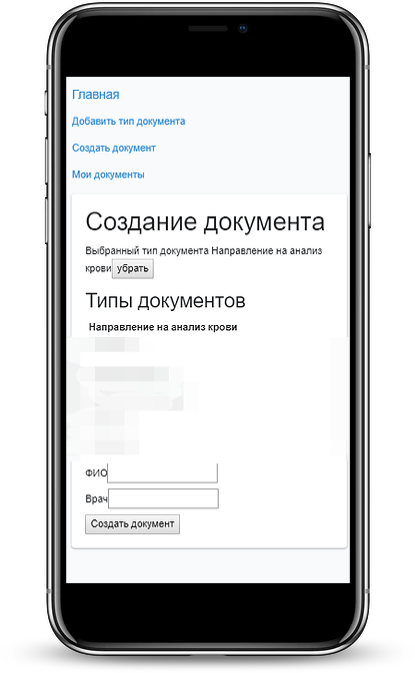 Главная
Добавить тип документа
Создать документ
Мои документы
Создание документа
Выбранный тип документа Направление на анализ
крови убрать
Типы документов
Направление на анализ крови
ФИО
Врач
Создать документ